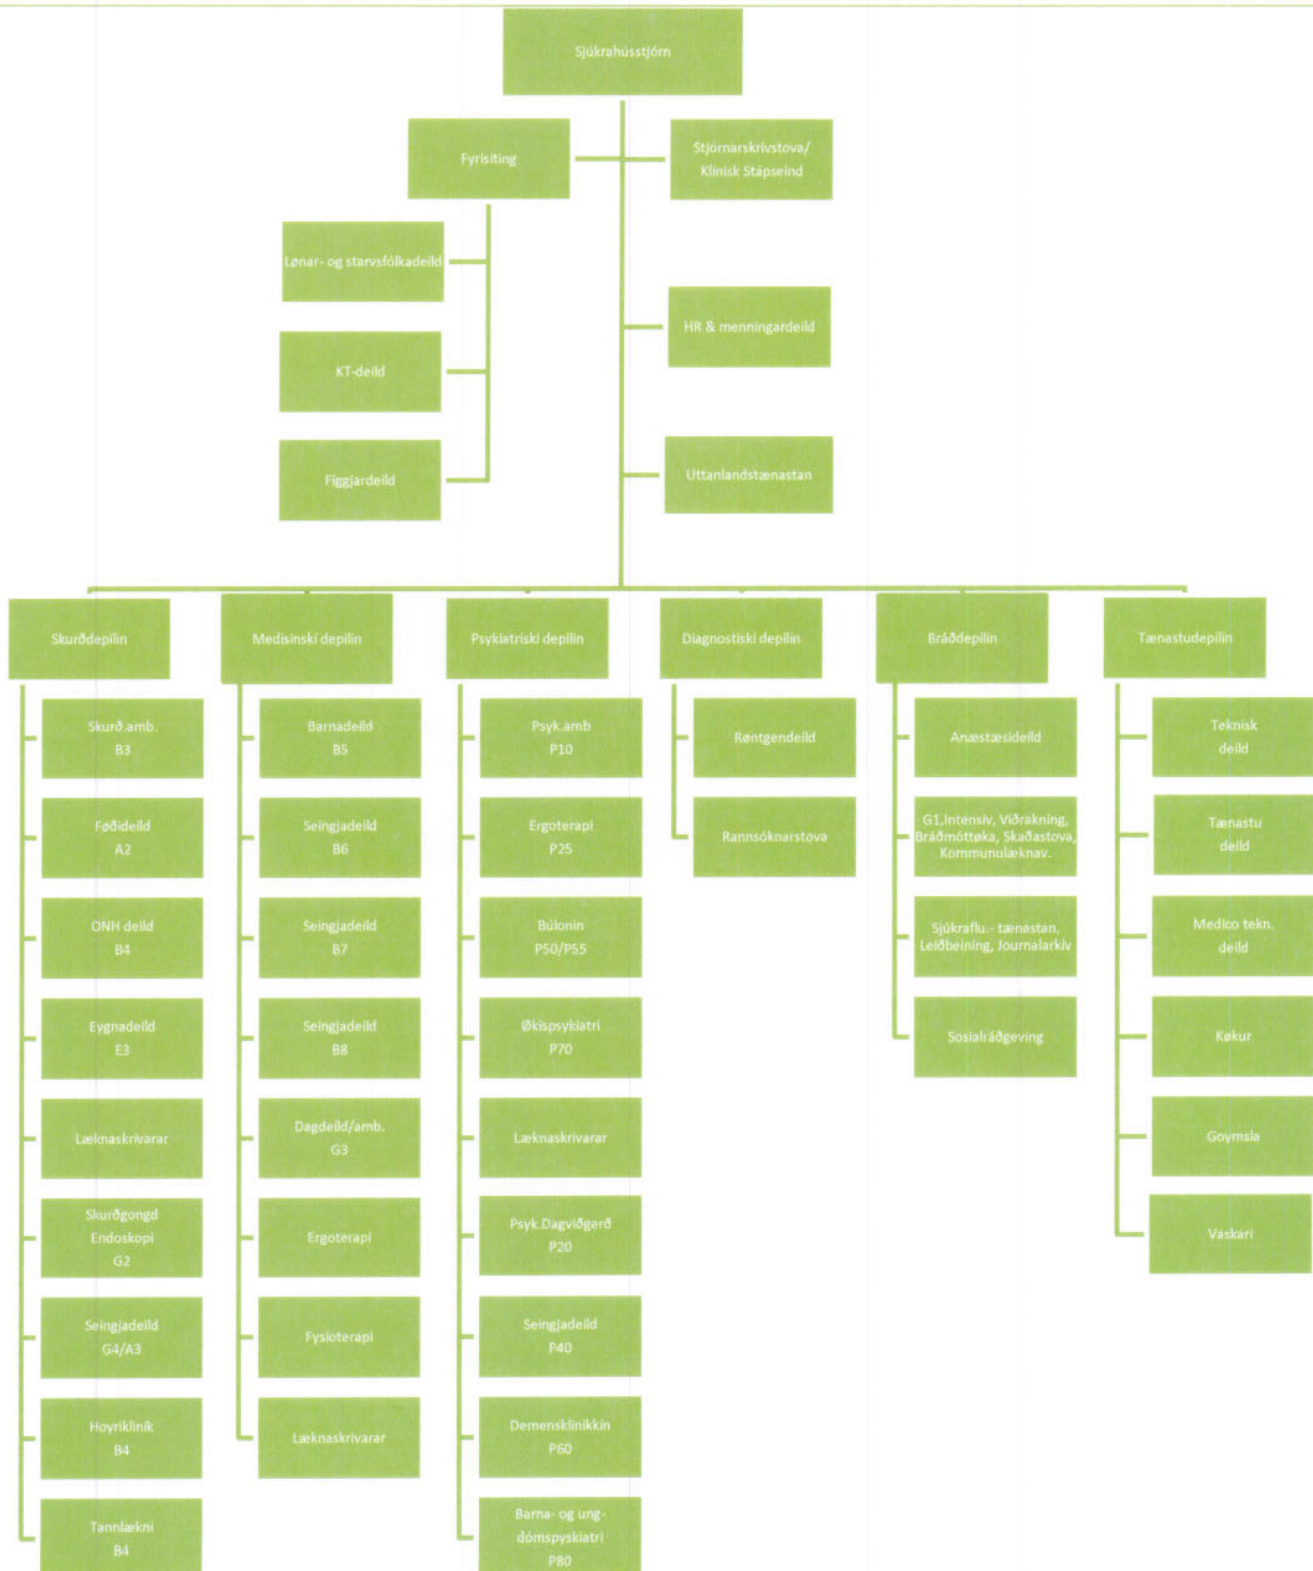 Sjúkrahússtjórn
Fyrisiting
Stjórnarskrivstova/
Klinisk Stápseind
Lønar- og starvsfólkadeild
HR & menningardeild
KT-deild
Uttanlandstænastan
Fíggjardeild
Skurðdepilin
Medisinski depilin
Psykiatriski depilin
Diagnostiski depilin
Bráðdepilin
Tænastudepilin
Skurð.amb.
B3
Føðideild
A2
ONH deild
B4
Eygnadeild
E3
Læknaskrivarar
Skurðgongd
Endoskopi
G2
Seingjadeild
G4/A3
Hoyriklinik
B4
Tannlækni
B4
Barnadeild
B5
Seingjadeild
B6
Seingjadeild
B7
Seingjadeild
B8
Dagdeild/amb.
G3
Ergoterapi
Fysioterapi
Læknaskrivarar
Psyk.amb
P10
Ergoterapi
P25
Búlonin
P50/P55
Økispsykiatri
P70
Læknaskrivarar
Psyk.Dagviðgerð
P20
Seingjadeild
P40
Demensklinikkin
P60
Barna- og ung-
dómspyskiatri
P80
Røntgendeild
Rannsóknarstova
Anæstæsideild
G1,Intensiv, Viðrakning,
Bráðmóttøka, Skaðastova,
Kommunulæknav.
Sjúkraflu.- tænastan,
Leiðbeining, Journalarkiv
Sosialráðgeving
Teknisk
deild
Tænastu
deild
Medico tekn.
deild
Køkur
Goymsla
Vaskarí